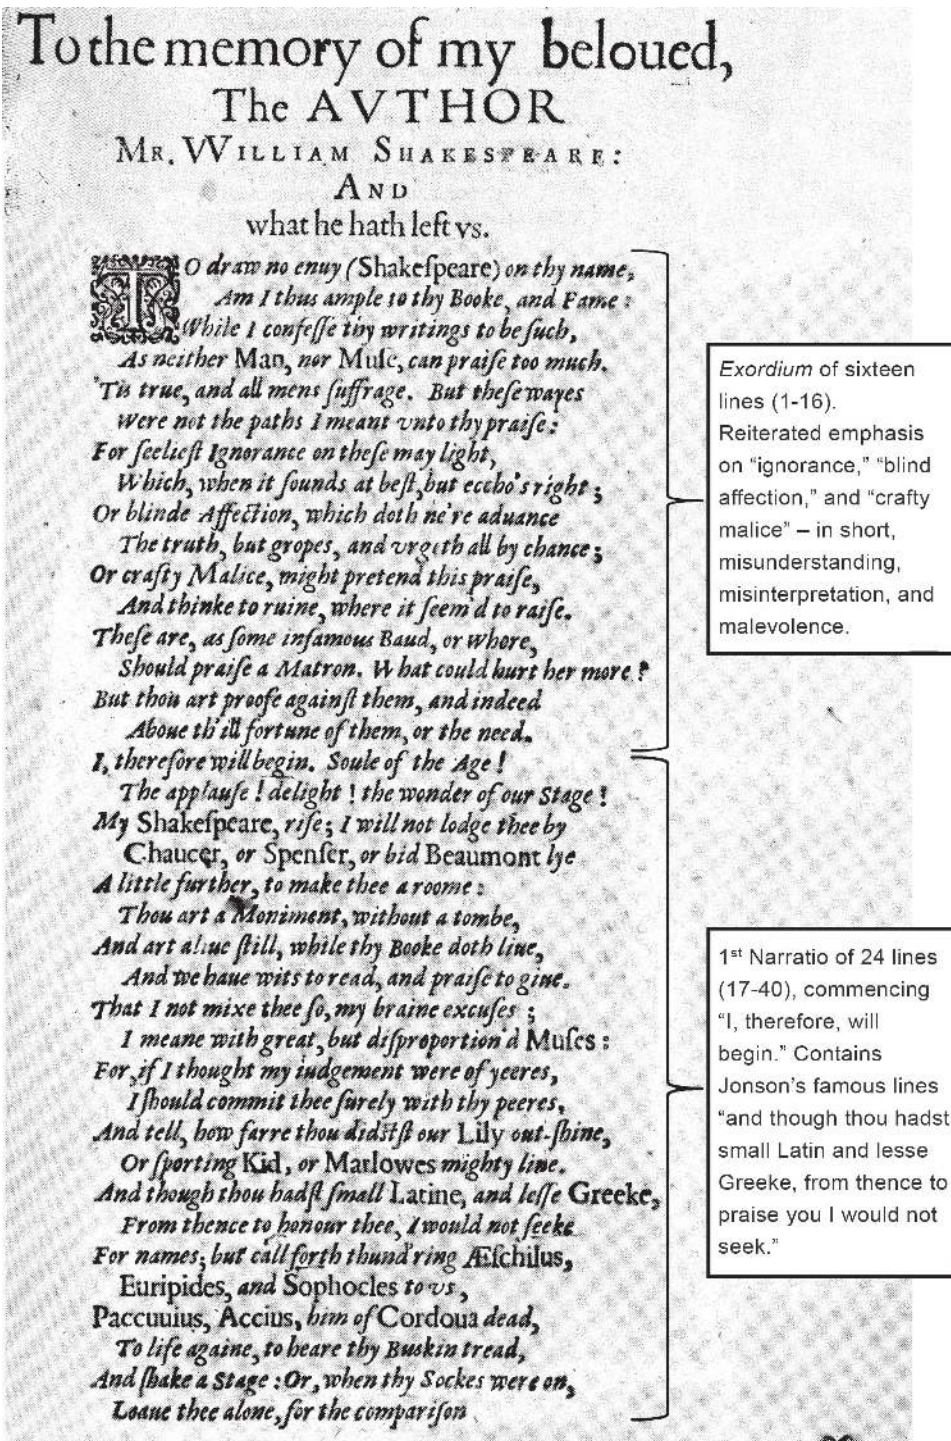 To the memory of my beloued,
The AVTHOR
MR. VVILLIAM SHAKESPEARE:
AND
what he hath left vs.
TO draw no enuy (Shakeſpeare) on thy name,
Am I thus ample to thy Booke, and Fame:
While I confeſſe thy writings to be ſuch,
As neither Man, nor Muſe, can praiſe too much.
'Tis true, and all mens ſuffrage. But theſe wayes
Were not the paths I meant vnto thy praiſe:
For ſeelieſt Ignorance on theſe may light,
Which, when it ſounds at beſt, but eccho's right;
Or blinde Affection, which doth ne're aduance
The truth, but gropes, and vrgeth all by chance;
Or crafty Malice, might pretend this praiſe,
And thinke to ruine, where it ſeem'd to raiſe.
Theſe are, as ſome infamous Baud, or Whore,
Should praiſe a Matron. What could hurt her more?
But thou art proofe againſt them, and indeed
Aboue th'ill fortune of them, or the need.
I, therefore will begin. Soule of the Age!
The applauſe! delight! the wonder of our Stage!
My Shakeſpeare, riſe; I will not lodge thee by
Chaucer, or Spenſer, or bid Beaumont lye
A little further, to make thee a roome:
Thou art a Moniment, without a tombe,
And art aliue ſtill, while thy Booke doth liue,
And we haue wits to read, and praiſe to giue.
That I not mixe thee ſo, my braine excuſes;
I meane with great, but diſproportion'd Muſes:
For, if I thought my iudgement were of yeeres,
I ſhould commit thee ſurely with thy peeres,
And tell, how farre thou didſtſt our Lily out-ſhine,
Or ſporting Kid, or Marlowes mighty line.
And though thou hadſt ſmall Latine, and leſſe Greeke,
From thence to honour thee, I would not ſeeke
For names; but call forth thund'ring Æſchilus,
Euripides, and Sophocles to vs,
Paccuuius, Accius, him of Cordoua dead,
To life againe, to heare thy Buskin tread,
And ſhake a Stage: Or, when thy Sockes were on,
Leaue thee alone, for the compariſon
Exordium of sixteen
lines (1-16).
Reiterated emphasis
on “ignorance,” “blind
affection,” and “crafty
malice” – in short,
misunderstanding,
misinterpretation, and
malevolence.
1st Narratio of 24 lines
(17-40), commencing
“I, therefore, will
begin.” Contains
Jonson’s famous lines
“and though thou hadst
small Latin and lesse
Greeke, from thence to
praise you I would not
seek.”